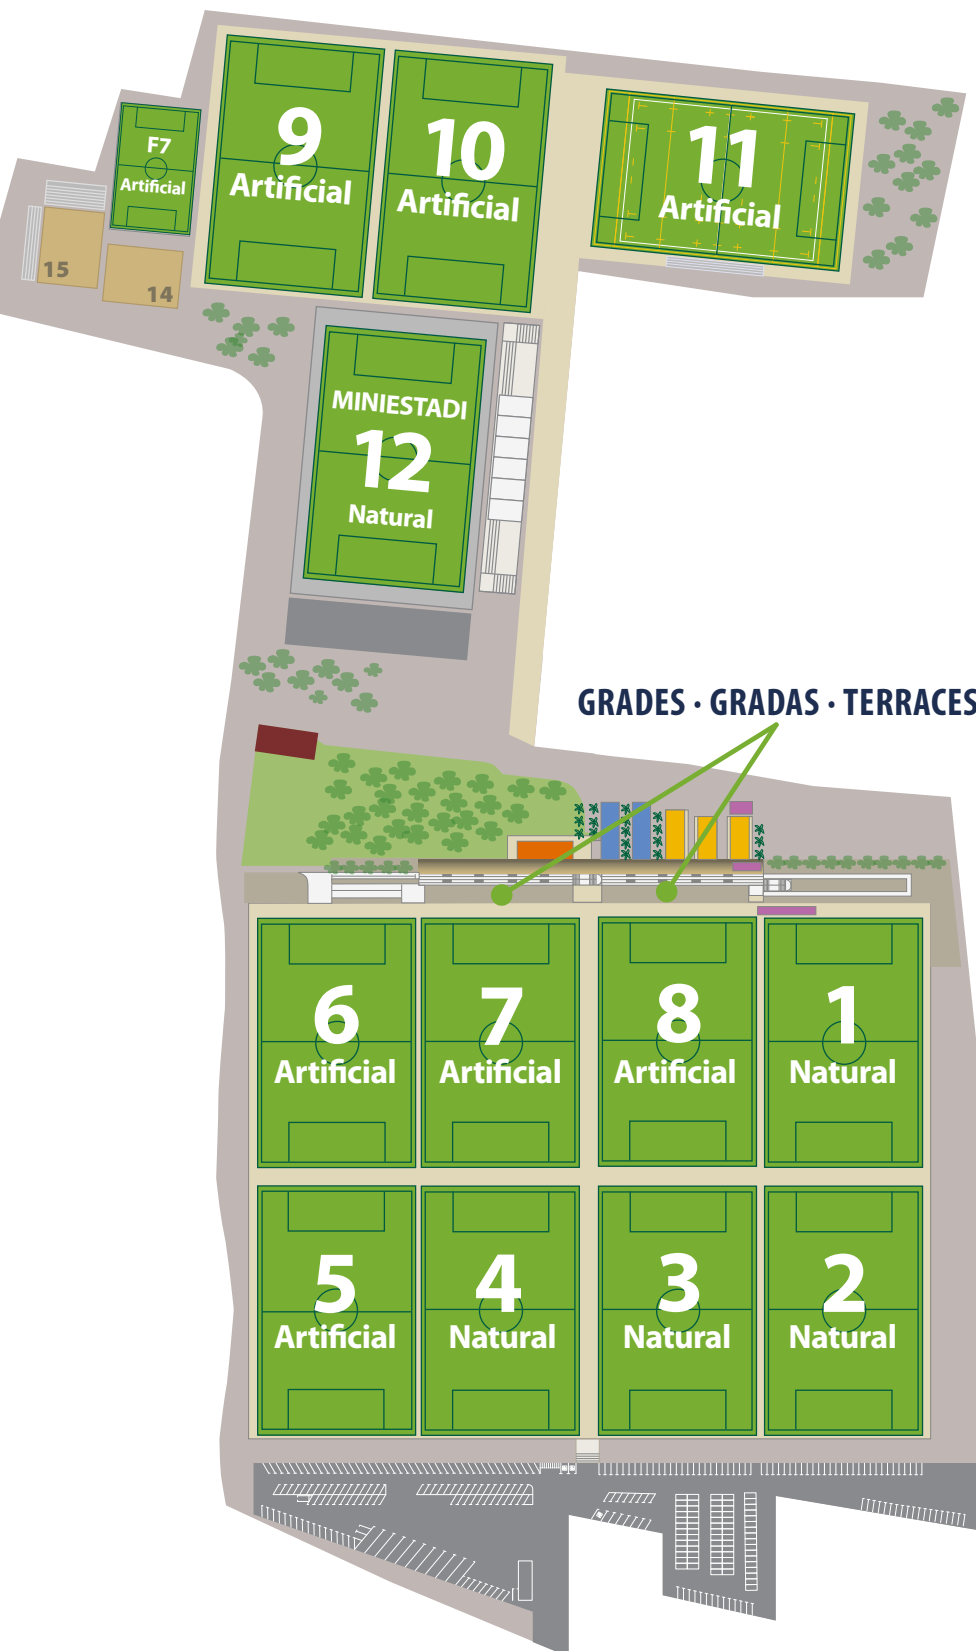 9
Artificial
10
Artificial
11
Artificial
F7
Artificial
15
14
MINIESTADI
12
Natural
GRADES · GRADAS · TERRACES
6
Artificial
7
Artificial
8
Artificial
1
Natural
5
Artificial
4
Natural
3
Natural
2
Natural